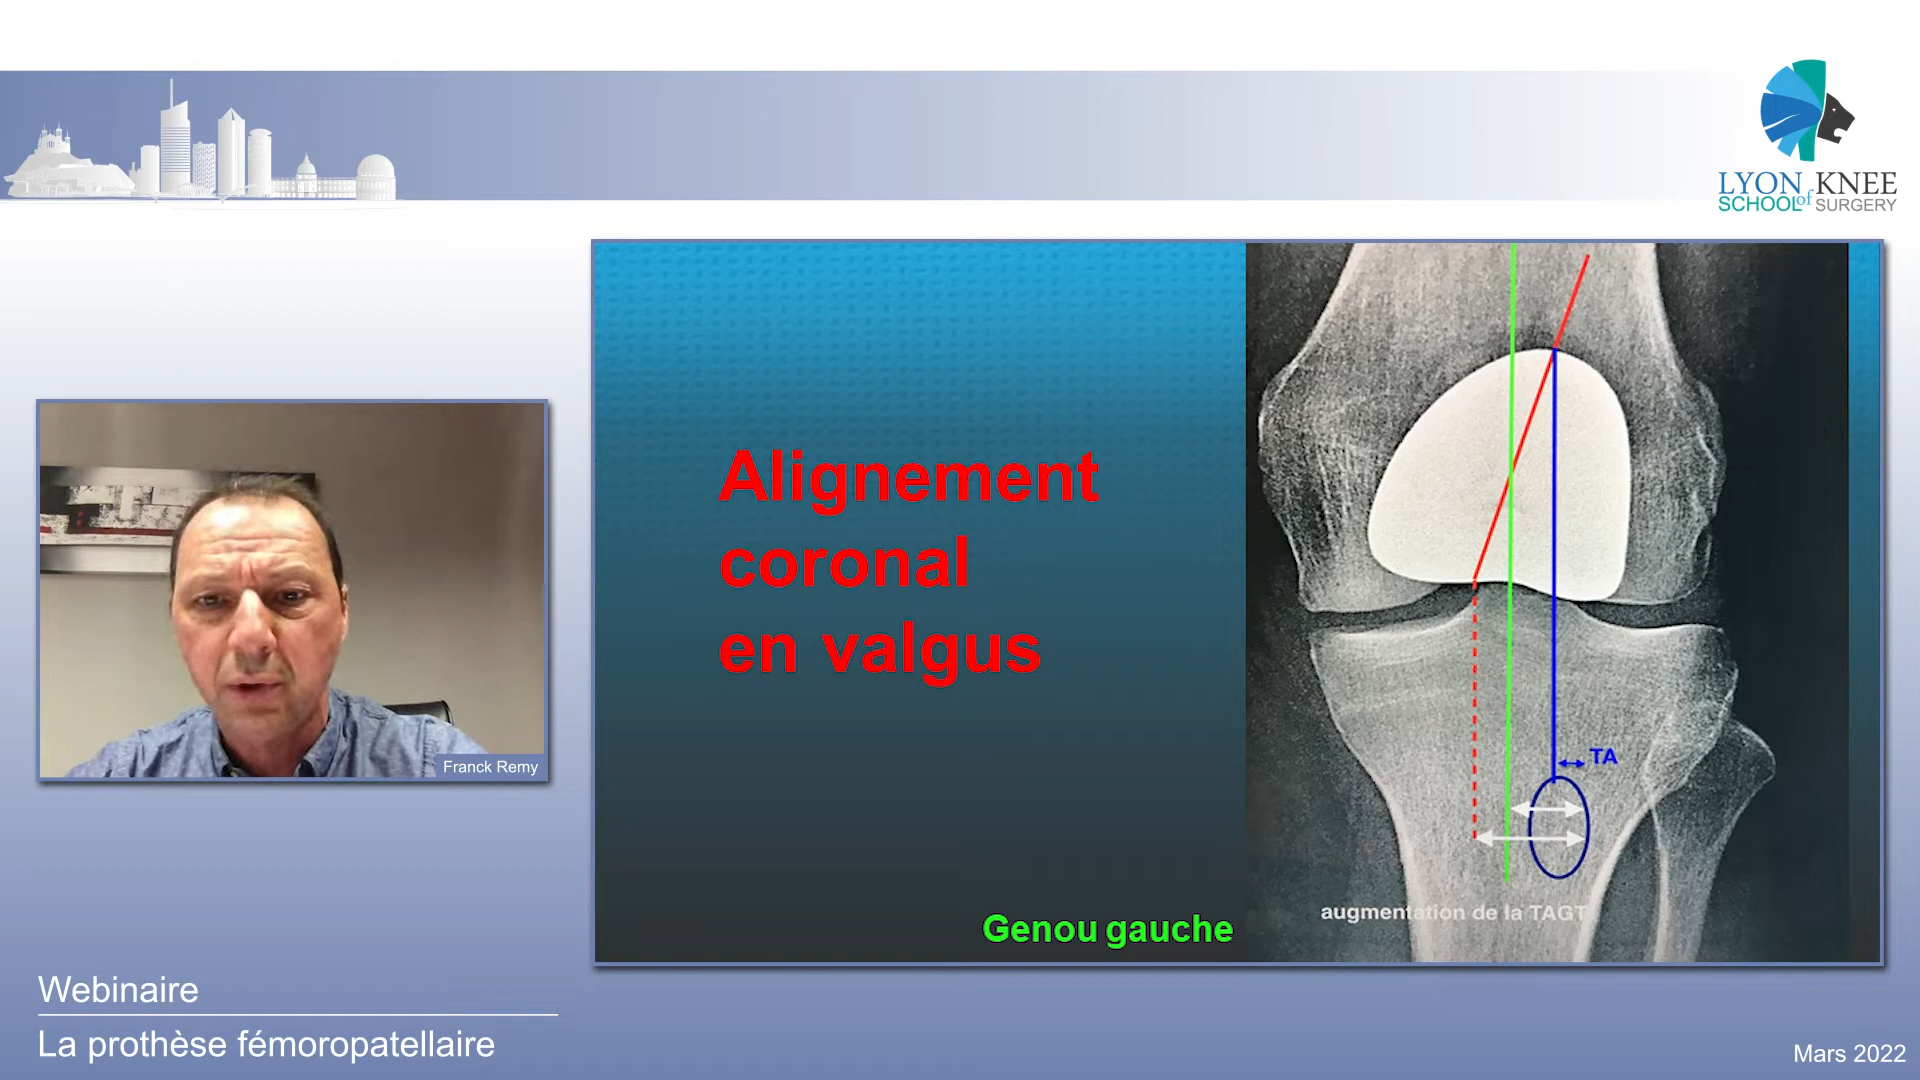 LYON KNEE
SCHOOL of SURGERY
Alignement
coronal
en valgus
TA
augmentation de la TAGT
Genou gauche
Franck Remy
Webinaire
La prothèse fémoropatellaire
Mars 2022